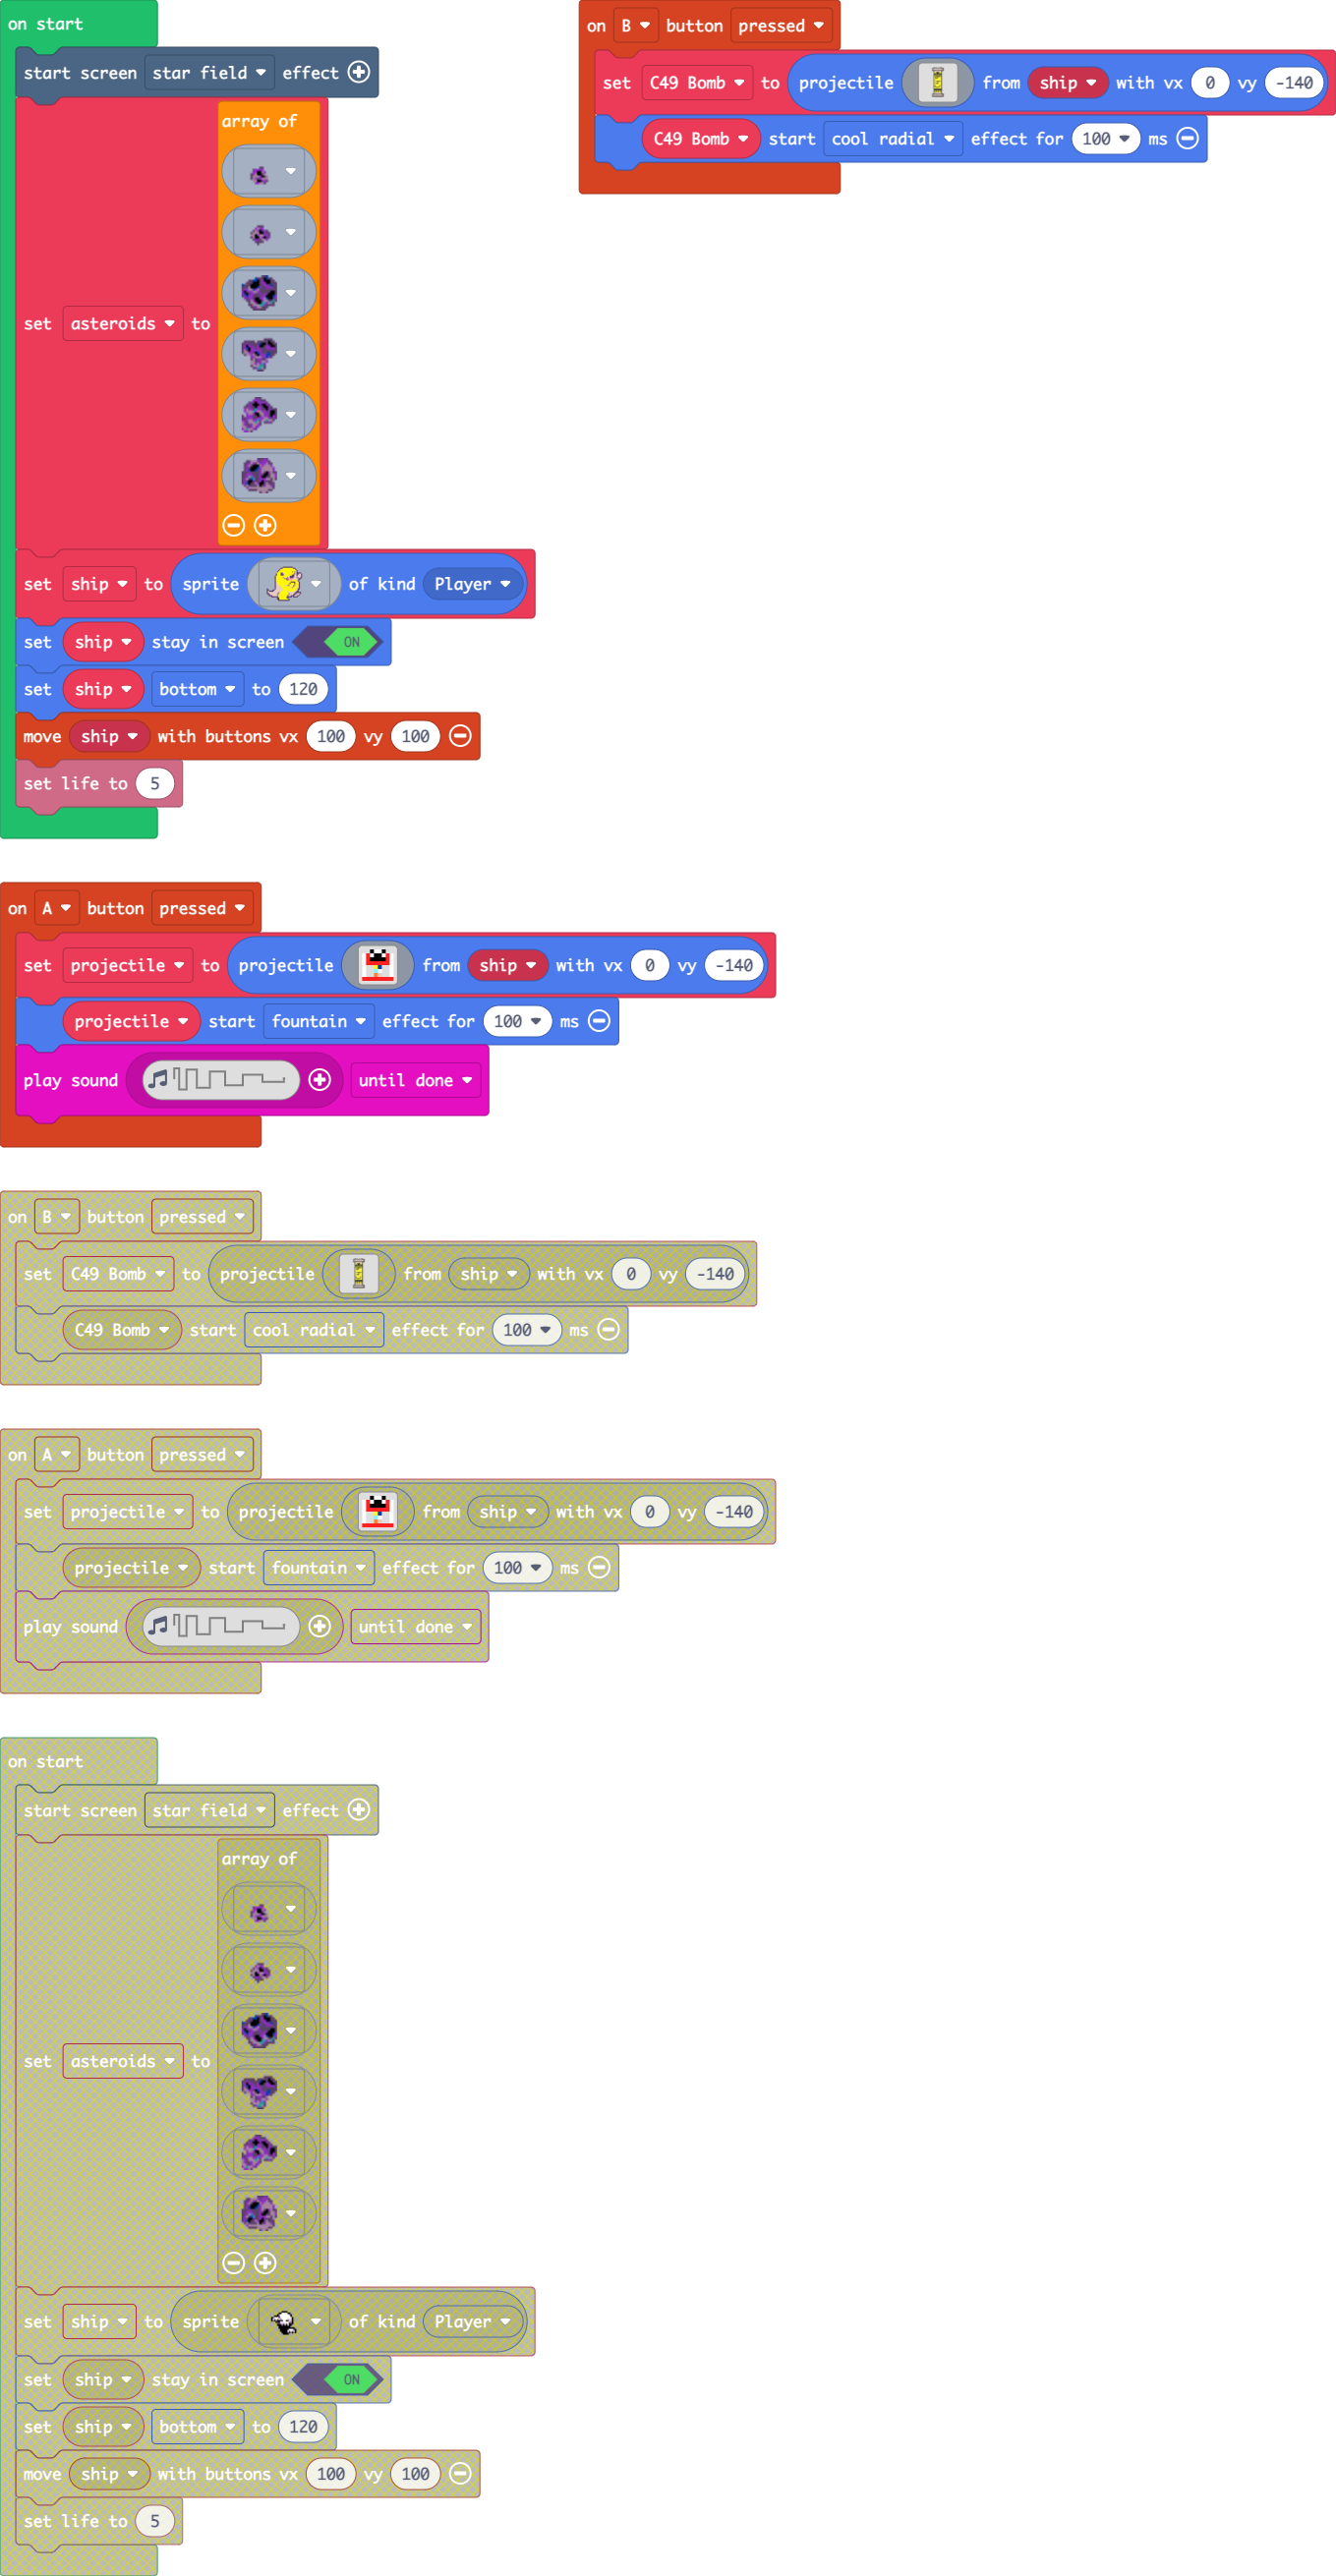 on start
start screen star field effect
set asteroids to array of
set ship to sprite of kind Player
set ship stay in screen ON
set ship bottom to 120
move ship with buttons vx 100 vy 100
set life to 5
on B button pressed
set C49 Bomb to projectile from ship with vx 0 vy -140
C49 Bomb start cool radial effect for 100 ms
on A button pressed
set projectile to projectile from ship with vx 0 vy -140
projectile start fountain effect for 100 ms
play sound until done
on B button pressed
set C49 Bomb to projectile from ship with vx 0 vy -140
C49 Bomb start cool radial effect for 100 ms
on A button pressed
set projectile to projectile from ship with vx 0 vy -140
projectile start fountain effect for 100 ms
play sound until done
on start
start screen star field effect
set asteroids to array of
set ship to sprite of kind Player
set ship stay in screen ON
set ship bottom to 120
move ship with buttons vx 100 vy 100
set life to 5